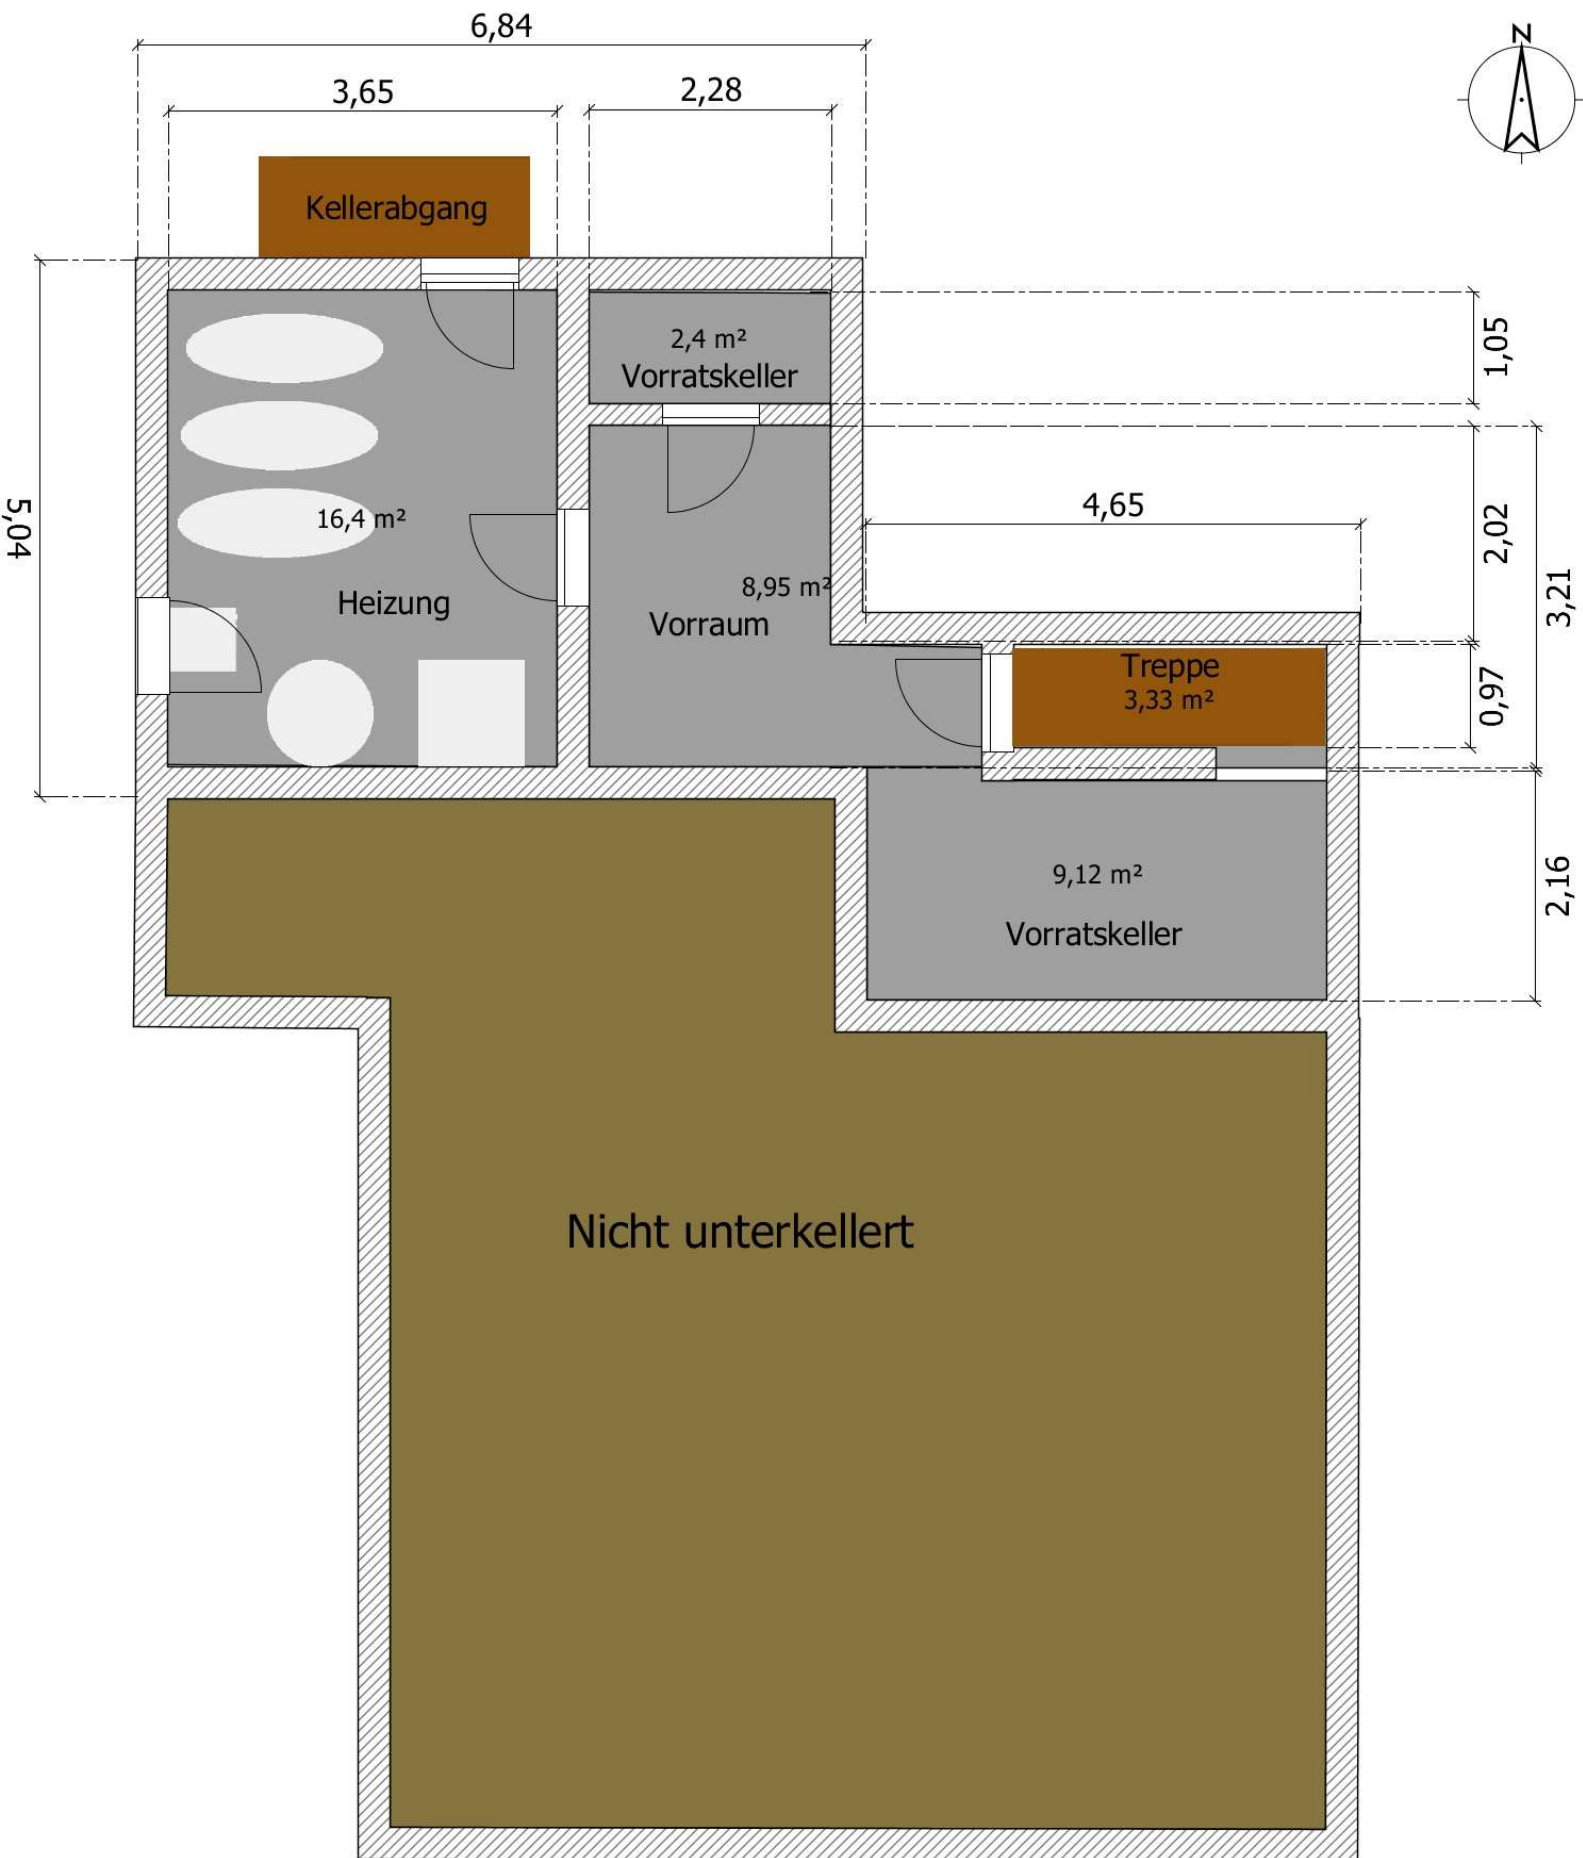 6,84
N
3,65
2,28
Kellerabgang
2,4 m²
Vorratskeller
1,05
4,65
5,04
16,4 m²
2,02
Heizung
8,95 m²
Vorraum
3,21
Treppe
3,33 m²
0,97
9,12 m²
Vorratskeller
2,16
Nicht unterkellert